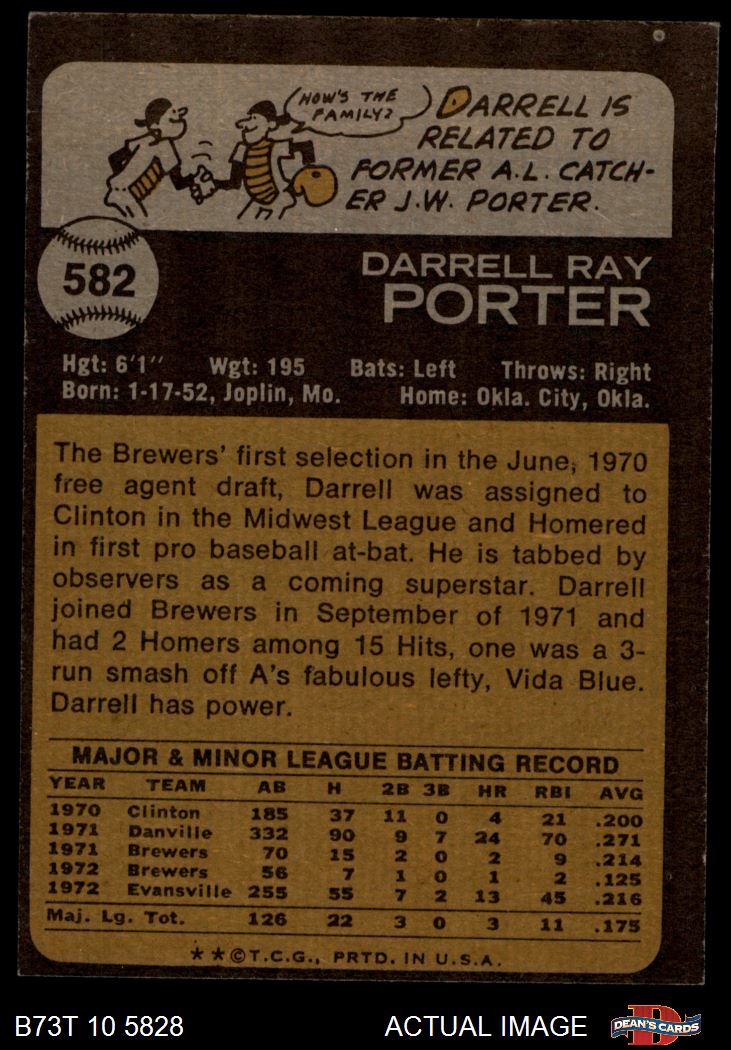 HOW'S THE
FAMILY?
DARRELL IS
RELATED TO
FORMER A.L. CATCH-
ER J.W. PORTER.
582
DARRELL RAY
PORTER
Hgt: 6'1" Wgt: 195 Bats: Left Throws: Right
Born: 1-17-52, Joplin, Mo. Home: Okla. City, Okla.
The Brewers' first selection in the June, 1970
free agent draft, Darrell was assigned to
Clinton in the Midwest League and Homered
in first pro baseball at-bat. He is tabbed by
observers as a coming superstar. Darrell
joined Brewers in September of 1971 and
had 2 Homers among 15 Hits, one was a 3-
run smash off A's fabulous lefty, Vida Blue.
Darrell has power.
MAJOR & MINOR LEAGUE BATTING RECORD
YEAR TEAM AB H 2B 3B HR RBI AVG
1970 Clinton 185 37 11 0 4 21 .200
1971 Danville 332 90 9 7 24 70 .271
1971 Brewers 70 15 2 0 2 9 .214
1972 Brewers 56 7 1 0 1 2 .125
1972 Evansville 255 55 7 2 13 45 .216
Maj. Lg. Tot. 126 22 3 0 3 11 .175
**©T.C.G., PRTD. IN U.S.A.
B73T 10 5828 ACTUAL IMAGE DEAN'S CARDS